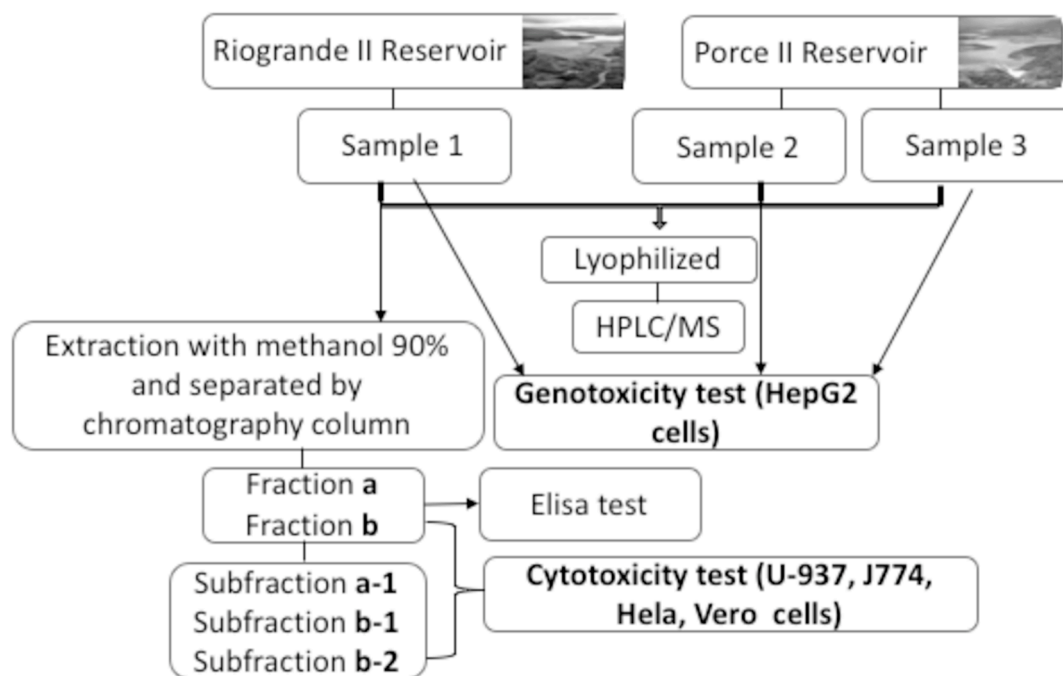 Riogrande II Reservoir
Porce II Reservoir
Sample 1
Sample 2
Sample 3
Lyophilized
HPLC/MS
Extraction with methanol 90%
and separated by
chromatography column
Genotoxicity test (HepG2
cells)
Fraction a
Fraction b
Elisa test
Subfraction a-1
Subfraction b-1
Subfraction b-2
Cytotoxicity test (U-937, J774,
Hela, Vero cells)